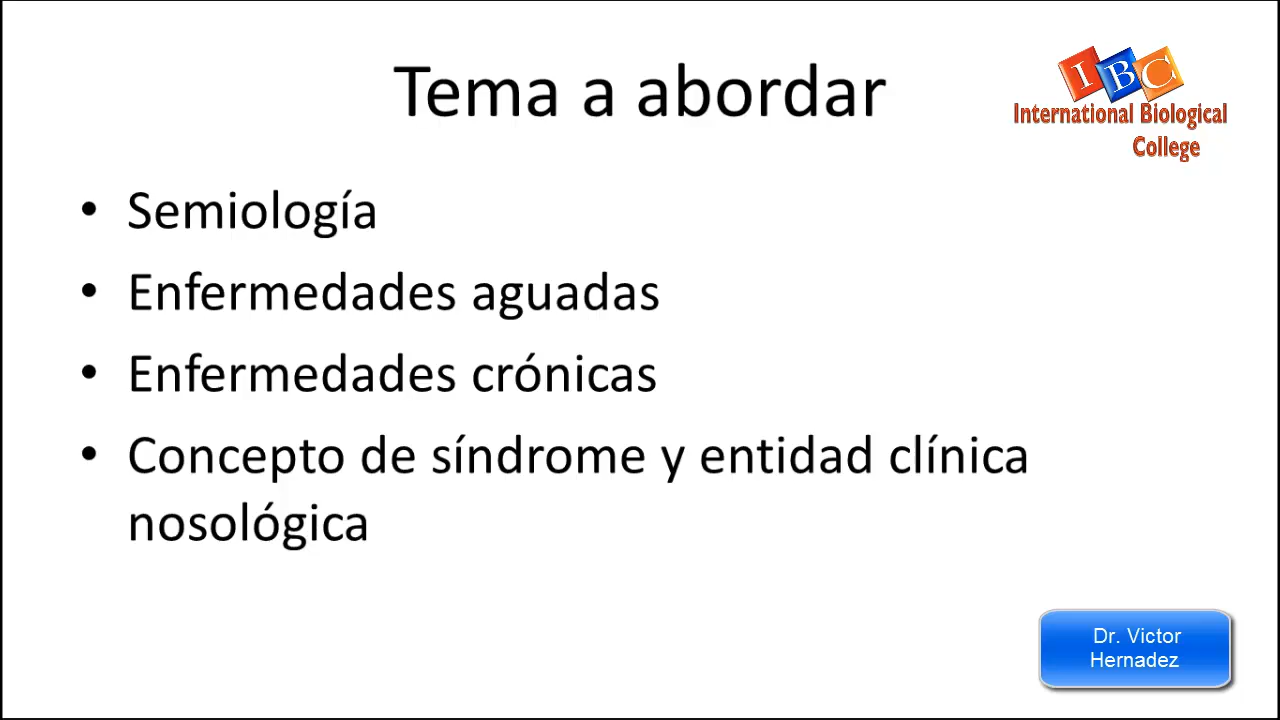 Tema a abordar
IBC
International Biological
College
• Semiología
• Enfermedades aguadas
• Enfermedades crónicas
• Concepto de síndrome y entidad clínica
nosológica
Dr. Victor
Hernadez